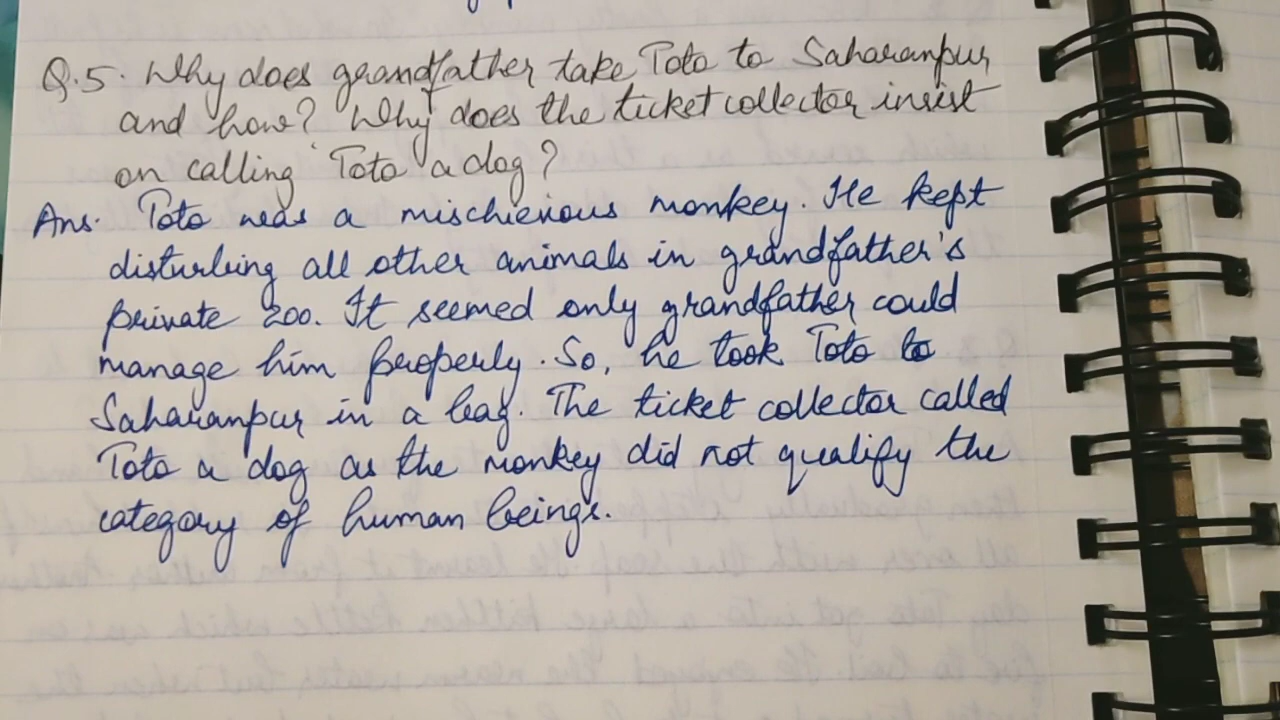 Q.5. Why does grandfather take Toto to Saharanpur
and how? Why does the ticket collector insist
on calling Toto a dog?
Ans. Toto was a mischievous monkey. He kept
disturbing all other animals in grandfather's
private zoo. It seemed only grandfather could
manage him properly. So, he took Toto to
Saharanpur in a bag. The ticket collector called
Toto a dog as the monkey did not qualify the
category of human beings.